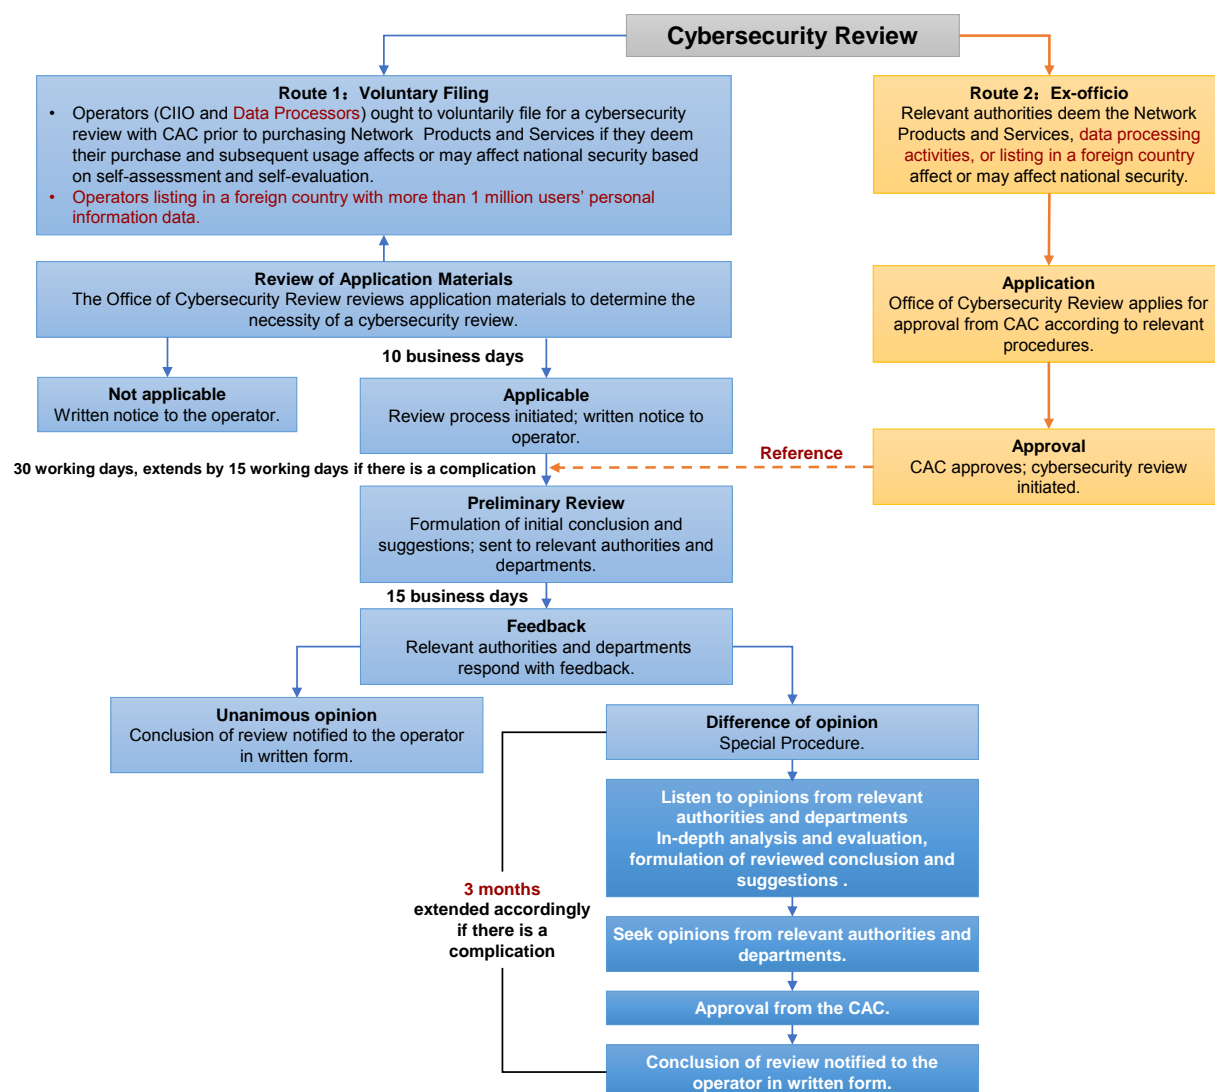 Cybersecurity Review
Route 1：Voluntary Filing
• Operators (CIIO and Data Processors) ought to voluntarily file for a cybersecurity
review with CAC prior to purchasing Network Products and Services if they deem
their purchase and subsequent usage affects or may affect national security based
on self-assessment and self-evaluation.
• Operators listing in a foreign country with more than 1 million users’ personal
information data.
Route 2：Ex-officio
Relevant authorities deem the Network
Products and Services, data processing
activities, or listing in a foreign country
affect or may affect national security.
Review of Application Materials
The Office of Cybersecurity Review reviews application materials to determine the
necessity of a cybersecurity review.
Application
Office of Cybersecurity Review applies for
approval from CAC according to relevant
procedures.
10 business days
Not applicable
Written notice to the operator.
Applicable
Review process initiated; written notice to
operator.
Approval
CAC approves; cybersecurity review
initiated.
Reference
30 working days, extends by 15 working days if there is a complication
Preliminary Review
Formulation of initial conclusion and
suggestions; sent to relevant authorities and
departments.
15 business days
Feedback
Relevant authorities and departments
respond with feedback.
Unanimous opinion
Conclusion of review notified to the operator
in written form.
Difference of opinion
Special Procedure.
Listen to opinions from relevant
authorities and departments
In-depth analysis and evaluation,
formulation of reviewed conclusion and
suggestions .
3 months
extended accordingly
if there is a
complication
Seek opinions from relevant authorities and
departments.
Approval from the CAC.
Conclusion of review notified to the
operator in written form.